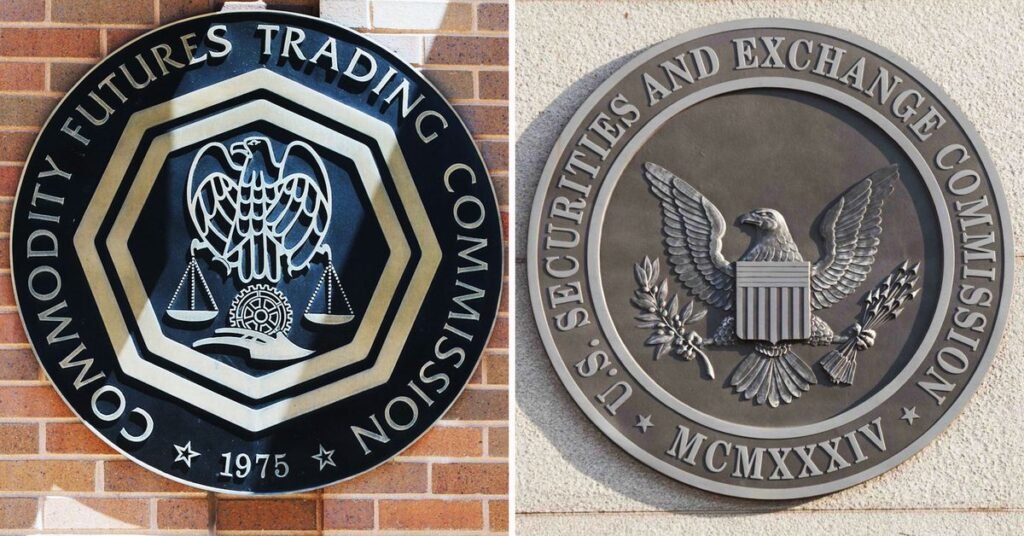 COMMODITY FUTURES TRADING COMMISSION
1975
U.S. SECURITIES AND EXCHANGE COMMISSION
MCMXXXIV